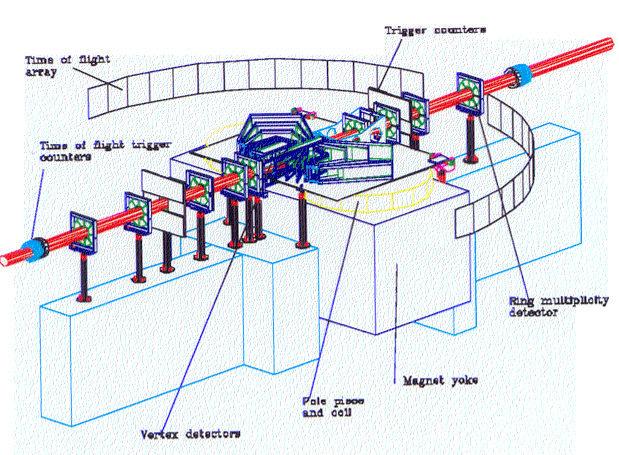 Trigger counters
Time of flight
array
Time of flight trigger
counters
Ring multiplicity
detector
Magnet yoke
Pole piece
and coil
Vertex detectors